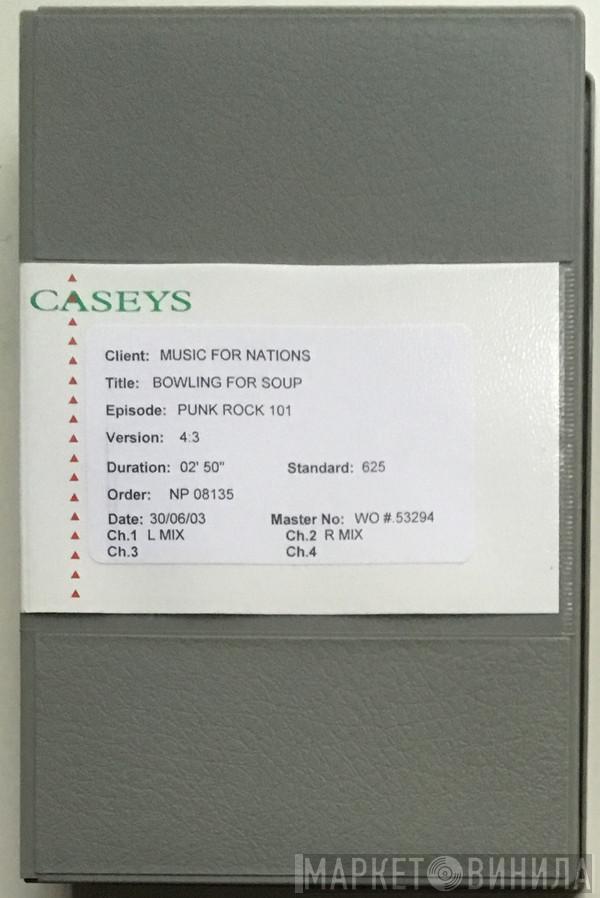 CASEYS
Client: MUSIC FOR NATIONS
Title: BOWLING FOR SOUP
Episode: PUNK ROCK 101
Version: 4:3
Duration: 02' 50" Standard: 625
Order: NP 08135
Date: 30/06/03 Master No: WO #.53294
Ch.1 L MIX Ch.2 R MIX
Ch.3 Ch.4
МАРКЕТ ВИНИЛА